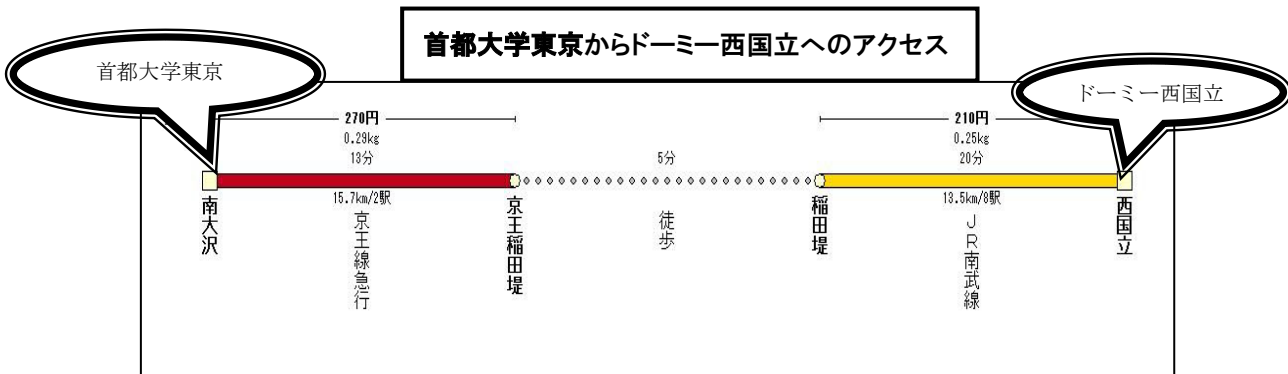 首都大学東京からドーミー西国立へのアクセス
首都大学東京
ドーミー西国立
270円
0.29kg
13分
15.7km/2駅
5分
210円
0.25kg
20分
13.5km/8駅
南大沢
京王線急行
京王稲田堤
徒歩
稲田堤
JR南武線
西国立